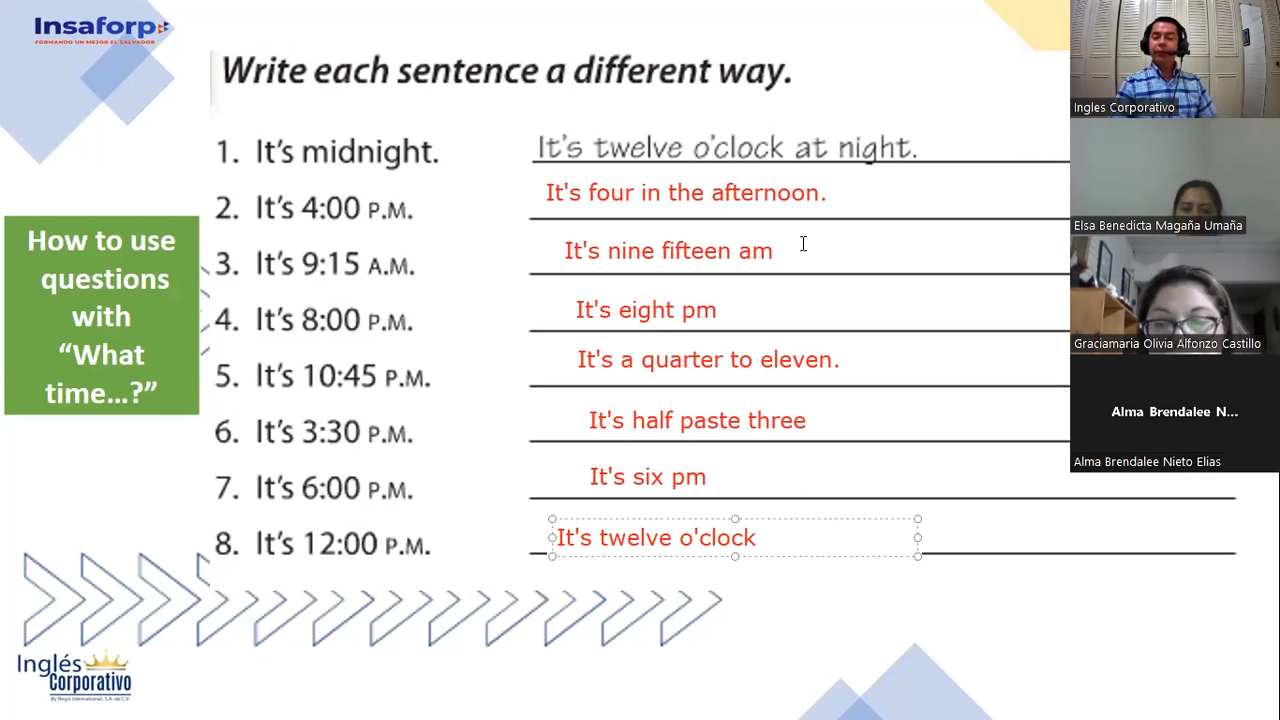 Insaforp
FORMANDO UN MEJOR EL SALVADOR
Write each sentence a different way.
1. It's midnight. It's twelve o'clock at night.
2. It's 4:00 P.M. It's four in the afternoon.
3. It's 9:15 A.M. It's nine fifteen am
4. It's 8:00 P.M. It's eight pm
5. It's 10:45 P.M. It's a quarter to eleven.
6. It's 3:30 P.M. It's half paste three
7. It's 6:00 P.M. It's six pm
8. It's 12:00 P.M. It's twelve o'clock
How to use
questions
with
“What
time…?”
Inglés
Corporativo
By Regal International, S.A. de C.V.
Ingles Corporativo
Elsa Benedicta Magaña Umaña
Graciamaria Olivia Alfonzo Castillo
Alma Brendalee N...
Alma Brendalee Nieto Elias